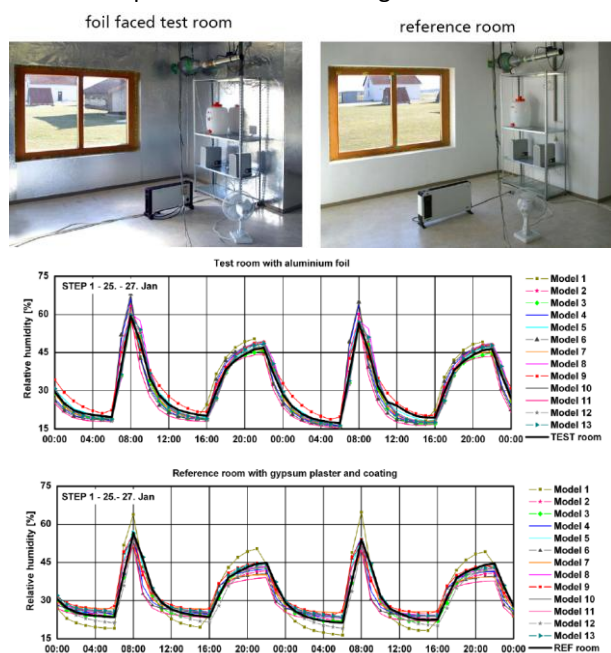 foil faced test room
reference room
Test room with aluminium foil
STEP 1 - 25. - 27. Jan
Relative humidity [%]
75
60
45
30
15
00:00 04:00 08:00 12:00 16:00 20:00 00:00 04:00 08:00 12:00 16:00 20:00 00:00
Model 1
Model 2
Model 3
Model 4
Model 5
Model 6
Model 7
Model 8
Model 9
Model 10
Model 11
Model 12
Model 13
TEST room
Reference room with gypsum plaster and coating
STEP 1 - 25. - 27. Jan
Relative humidity [%]
75
60
45
30
15
00:00 04:00 08:00 12:00 16:00 20:00 00:00 04:00 08:00 12:00 16:00 20:00 00:00
Model 1
Model 2
Model 3
Model 4
Model 5
Model 6
Model 7
Model 8
Model 9
Model 10
Model 11
Model 12
Model 13
REF room